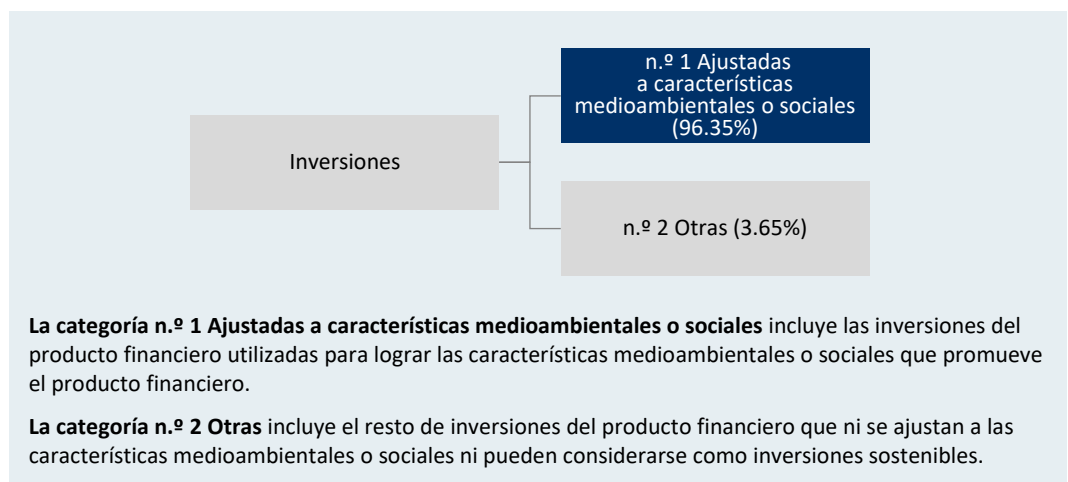 n.º 1 Ajustadas
a características
medioambientales o sociales
(96.35%)
Inversiones
n.º 2 Otras (3.65%)
La categoría n.º 1 Ajustadas a características medioambientales o sociales incluye las inversiones del
producto financiero utilizadas para lograr las características medioambientales o sociales que promueve
el producto financiero.
La categoría n.º 2 Otras incluye el resto de inversiones del producto financiero que ni se ajustan a las
características medioambientales o sociales ni pueden considerarse como inversiones sostenibles.